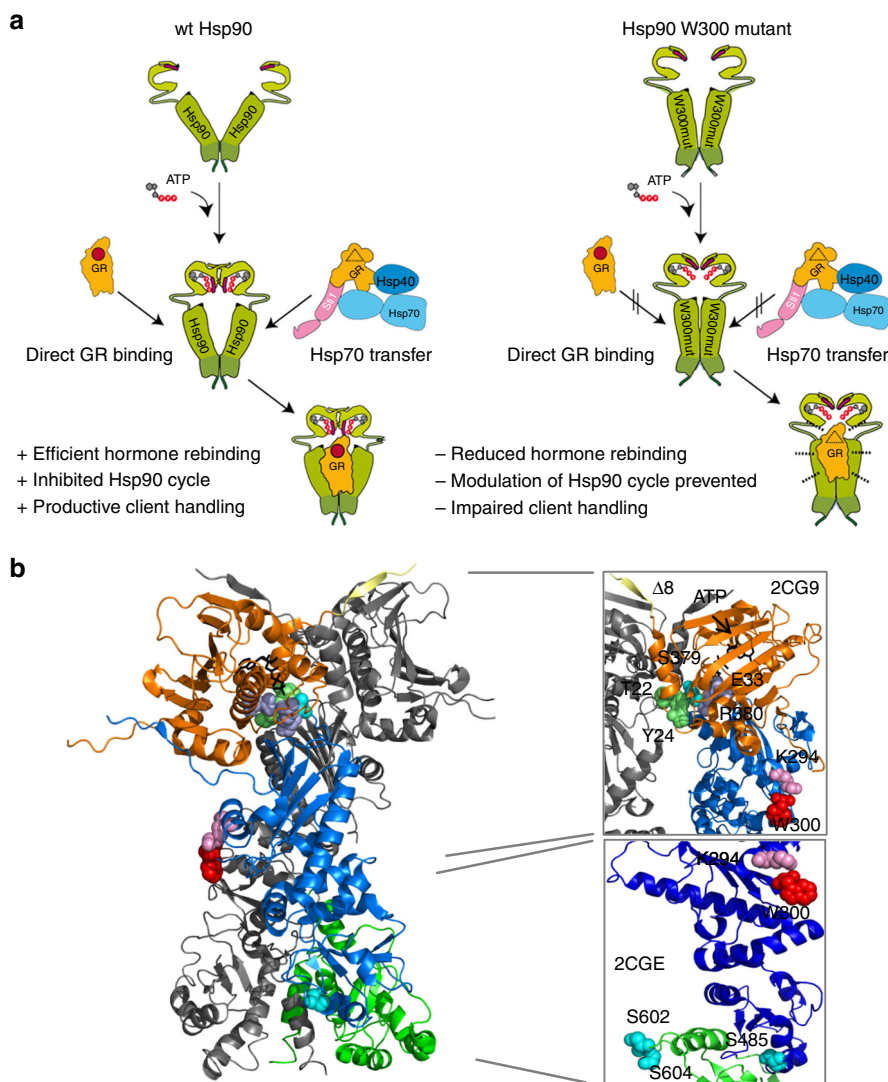 a
wt Hsp90
Hsp90 W300 mutant
Hsp90
Hsp90
W300mut
W300mut
ATP
ATP
GR
GR
Hsp40
Sti1
Hsp70
Hsp90
Hsp90
GR
GR
Hsp40
Sti1
Hsp70
W300mut
W300mut
Direct GR binding
Hsp70 transfer
Direct GR binding
Hsp70 transfer
GR
GR
+ Efficient hormone rebinding
+ Inhibited Hsp90 cycle
+ Productive client handling
– Reduced hormone rebinding
– Modulation of Hsp90 cycle prevented
– Impaired client handling
b
Δ8
ATP
2CG9
S379
E33
T22
R380
Y24
K294
W300
K294
W300
2CGE
S602
S485
S604